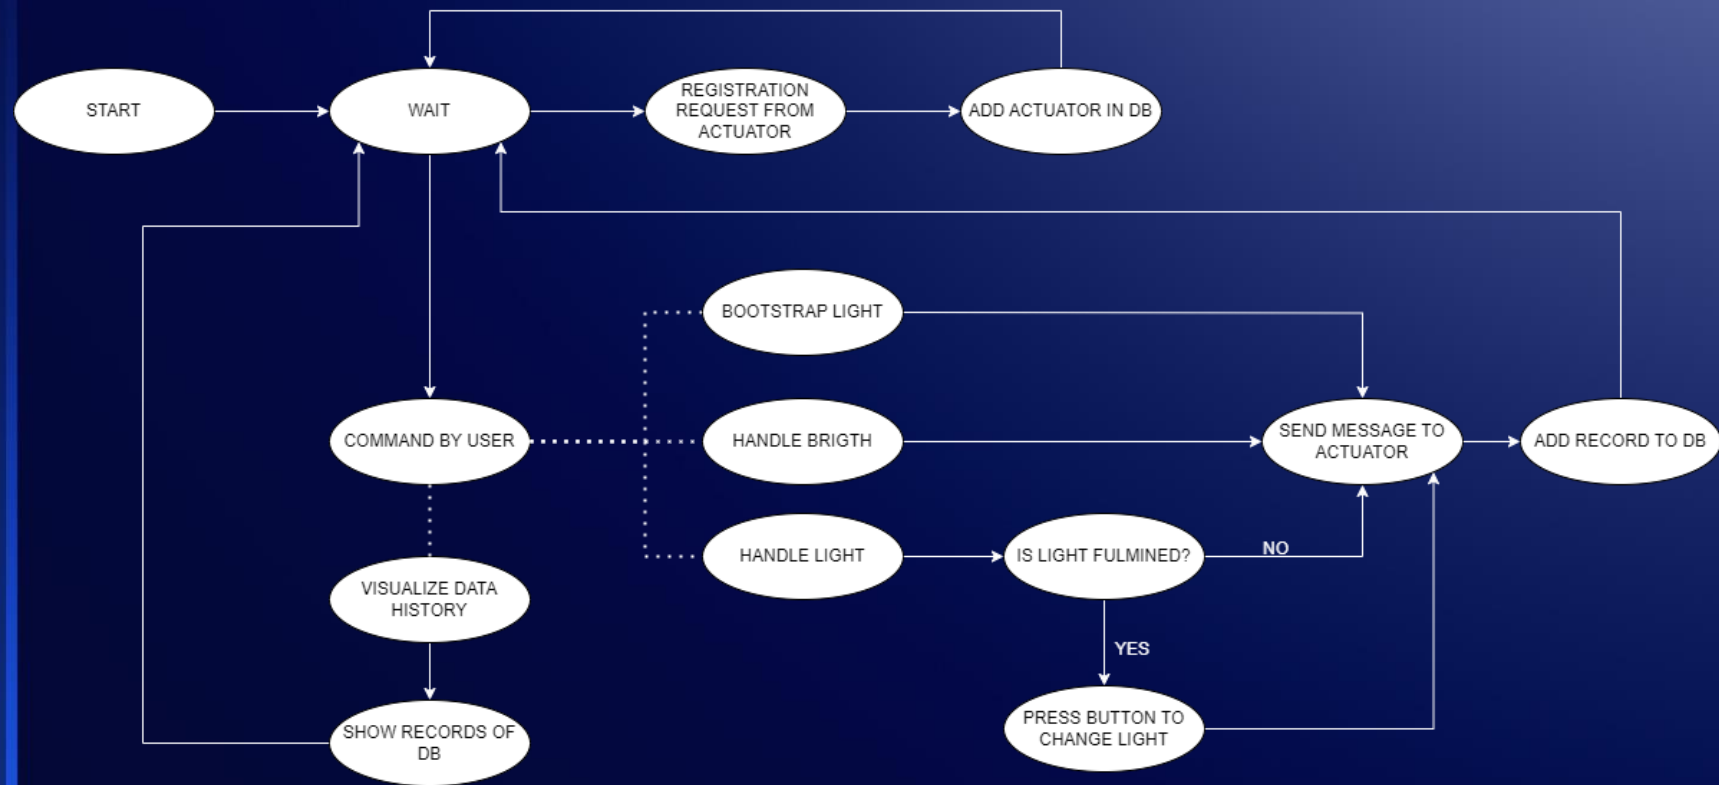 START
WAIT
REGISTRATION
REQUEST FROM
ACTUATOR
ADD ACTUATOR IN DB
BOOTSTRAP LIGHT
COMMAND BY USER
HANDLE BRIGTH
SEND MESSAGE TO
ACTUATOR
ADD RECORD TO DB
HANDLE LIGHT
IS LIGHT FULMINED?
NO
VISUALIZE DATA
HISTORY
YES
SHOW RECORDS OF
DB
PRESS BUTTON TO
CHANGE LIGHT